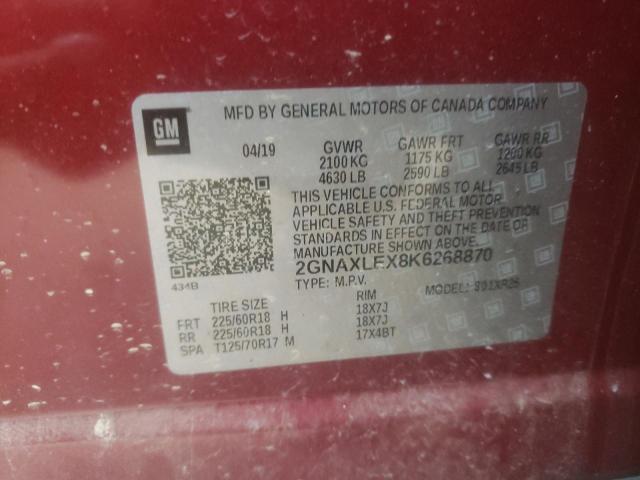 GM
MFD BY GENERAL MOTORS OF CANADA COMPANY
04/19 GVWR GAWR FRT GAWR RR
2100 KG 1175 KG 1200 KG
4630 LB 2590 LB 2645 LB
THIS VEHICLE CONFORMS TO ALL
APPLICABLE U.S. FEDERAL MOTOR
VEHICLE SAFETY AND THEFT PREVENTION
STANDARDS IN EFFECT ON THE DATE OF
MANUFACTURE SHOWN ABOVE.
2GNAXLEX8K6268870
TYPE: M.P.V. MODEL:
434B
TIRE SIZE RIM
FRT 225/60R18 H 18X7J
RR 225/60R18 H 18X7J
SPA T125/70R17 M 17X4BT